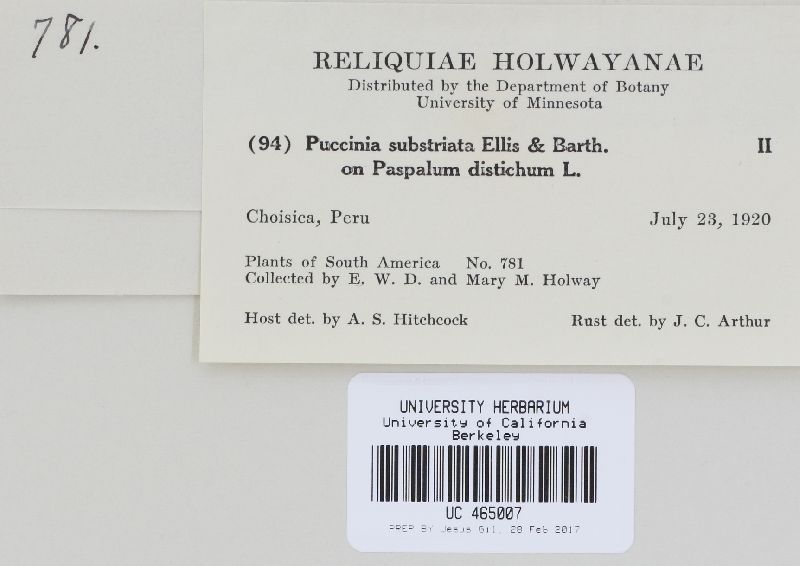 781.
RELIQUIAE HOLWAYANAE
Distributed by the Department of Botany
University of Minnesota
(94) Puccinia substriata Ellis & Barth. II
on Paspalum distichum L.
Choisica, Peru July 23, 1920
Plants of South America No. 781
Collected by E. W. D. and Mary M. Holway
Host det. by A. S. Hitchcock Rust det. by J. C. Arthur
UNIVERSITY HERBARIUM
University of California
Berkeley
UC 465007
PREP BY Jesus Gil, 28 Feb 2017